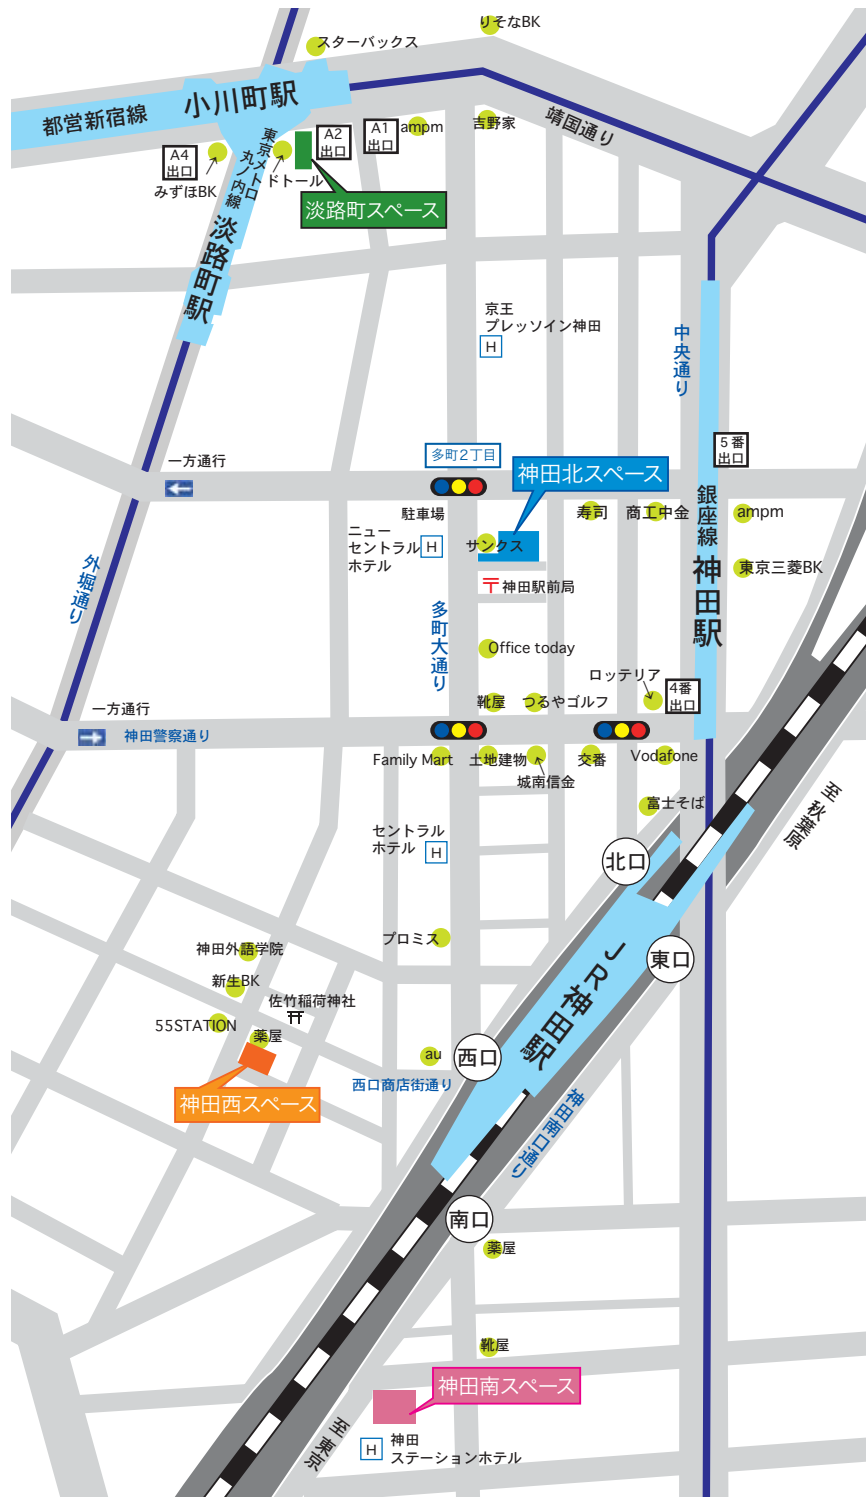 りそなBK
スターバックス
小川町駅
都営新宿線
靖国通り
吉野家
ampm
A1
出口
A2
出口
A4
出口
みずほBK
ドトール
東京メトロ
丸ノ内線
淡路町スペース
淡路町駅
京王
プレッソイン神田
H
中央通り
5番
出口
一方通行
多町2丁目
神田北スペース
駐車場
寿司
商工中金
銀座線
神田駅
ampm
ニュー
セントラル
ホテル
H
サンクス
東京三菱BK
外堀通り
〒神田駅前局
多町大通り
Office today
ロッテリア
4番
出口
靴屋
つるやゴルフ
一方通行
神田警察通り
Family Mart
土地建物
城南信金
交番
Vodafone
富士そば
至秋葉原
セントラル
ホテル
H
北口
プロミス
東口
JR神田駅
神田外語学院
新生BK
佐竹稲荷神社
55STATION
薬屋
au
西口
西口商店街通り
神田西スペース
神田南口通り
南口
薬屋
靴屋
神田南スペース
至東京
H
神田
ステーションホテル